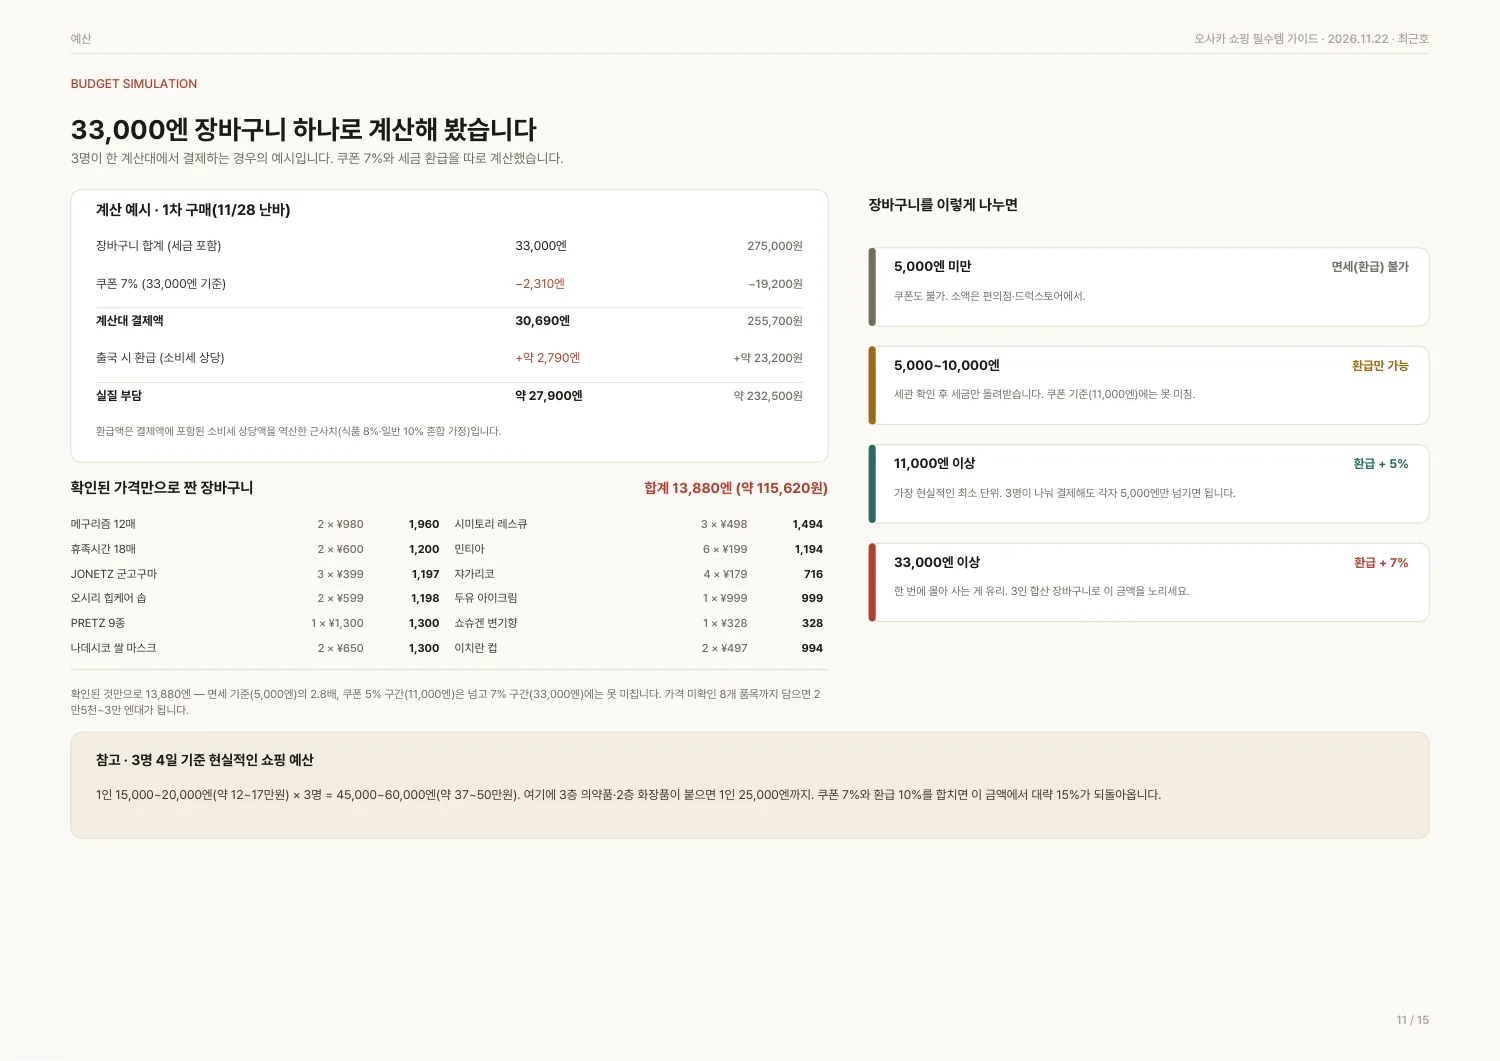 예산
오사카 쇼핑 필수템 가이드 · 2026.11.22 · 최근호
BUDGET SIMULATION
33,000엔 장바구니 하나로 계산해 봤습니다
3명이 한 계산대에서 결제하는 경우의 예시입니다. 쿠폰 7%와 세금 환급을 따로 계산했습니다.
계산 예시 · 1차 구매(11/28 난바)
장바구니 합계 (세금 포함) 33,000엔 275,000원
쿠폰 7% (33,000엔 기준) −2,310엔 −19,200원
계산대 결제액 30,690엔 255,700원
출국 시 환급 (소비세 상당) +약 2,790엔 +약 23,200원
실질 부담 약 27,900엔 약 232,500원
환급액은 결제액에 포함된 소비세 상당액을 역산한 근사치(식품 8%·일반 10% 혼합 가정)입니다.
확인된 가격만으로 짠 장바구니 합계 13,880엔 (약 115,620원)
메구리즘 12매 2 × ¥980 1,960 시미토리 레스큐 3 × ¥498 1,494
휴족시간 18매 2 × ¥600 1,200 민티아 6 × ¥199 1,194
JONETZ 군고구마 3 × ¥399 1,197 쟈가리코 4 × ¥179 716
오시리 힙케어 솝 2 × ¥599 1,198 두유 아이크림 1 × ¥999 999
PRETZ 9종 1 × ¥1,300 1,300 쇼슈겐 변기향 1 × ¥328 328
나데시코 쌀 마스크 2 × ¥650 1,300 이치란 컵 2 × ¥497 994
확인된 것만으로 13,880엔 — 면세 기준(5,000엔)의 2.8배, 쿠폰 5% 구간(11,000엔)은 넘고 7% 구간(33,000엔)에는 못 미칩니다. 가격 미확인 8개 품목까지 담으면 2
만5천~3만 엔대가 됩니다.
장바구니를 이렇게 나누면
5,000엔 미만 면세(환급) 불가
쿠폰도 불가. 소액은 편의점·드럭스토어에서.
5,000~10,000엔 환급만 가능
세관 확인 후 세금만 돌려받습니다. 쿠폰 기준(11,000엔)에는 못 미침.
11,000엔 이상 환급 + 5%
가장 현실적인 최소 단위. 3명이 나눠 결제해도 각자 5,000엔만 넘기면 됩니다.
33,000엔 이상 환급 + 7%
한 번에 몰아 사는 게 유리. 3인 합산 장바구니로 이 금액을 노리세요.
참고 · 3명 4일 기준 현실적인 쇼핑 예산
1인 15,000~20,000엔(약 12~17만원) × 3명 = 45,000~60,000엔(약 37~50만원). 여기에 3층 의약품·2층 화장품이 붙으면 1인 25,000엔까지. 쿠폰 7%와 환급 10%를 합치면 이 금액에서 대략 15%가 되돌아옵니다.
11 / 15